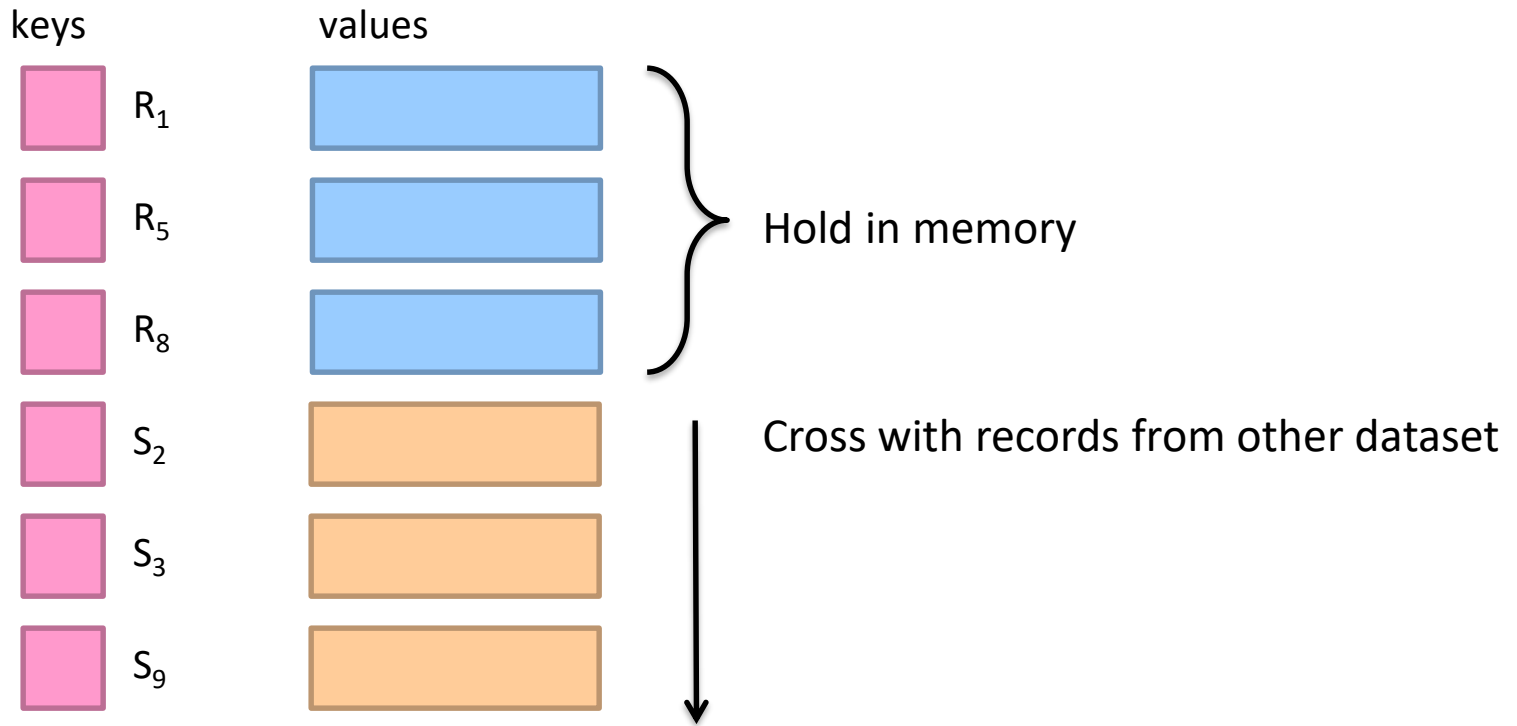 keys values
R₁
R₅
Hold in memory
R₈
S₂
Cross with records from other dataset
S₃
S₉